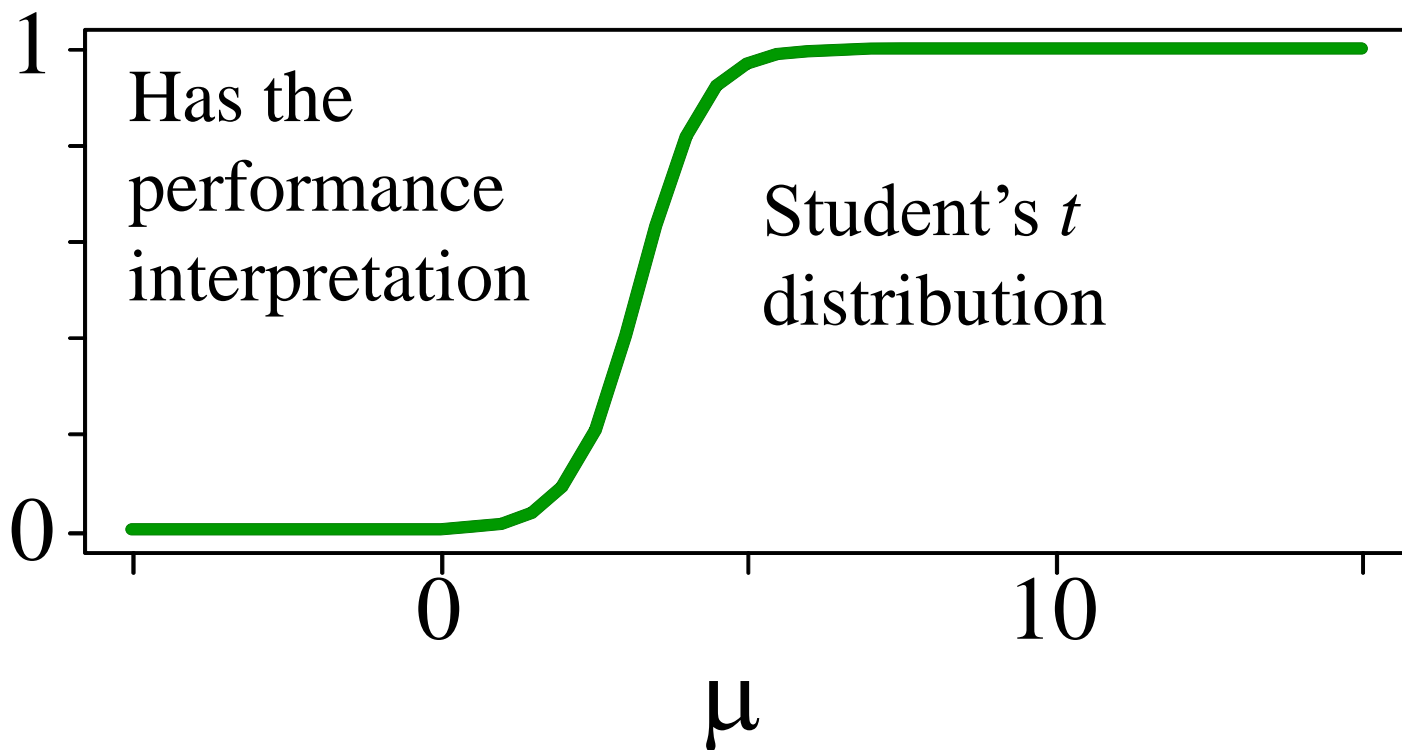 1
Has the
performance
interpretation
Student’s t
distribution
0
0
10
μ